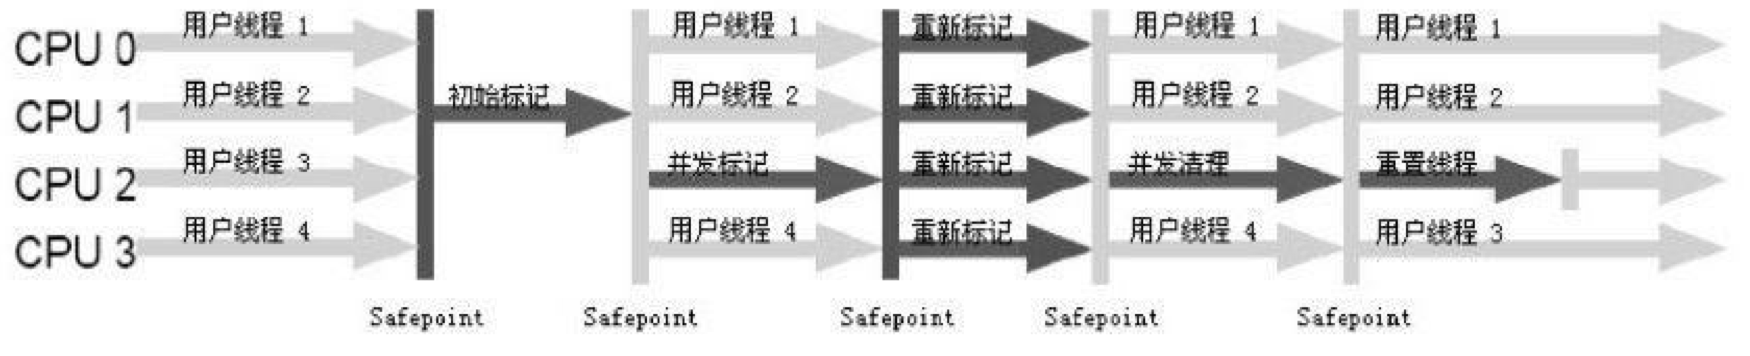 CPU 0 用户线程 1 用户线程 1 重新标记 用户线程 1 用户线程 1
CPU 1 用户线程 2 初始标记 用户线程 2 重新标记 用户线程 2 用户线程 2
CPU 2 用户线程 3 并发标记 重新标记 并发清理 重置线程
CPU 3 用户线程 4 用户线程 4 重新标记 用户线程 4 用户线程 3
Safepoint Safepoint Safepoint Safepoint Safepoint